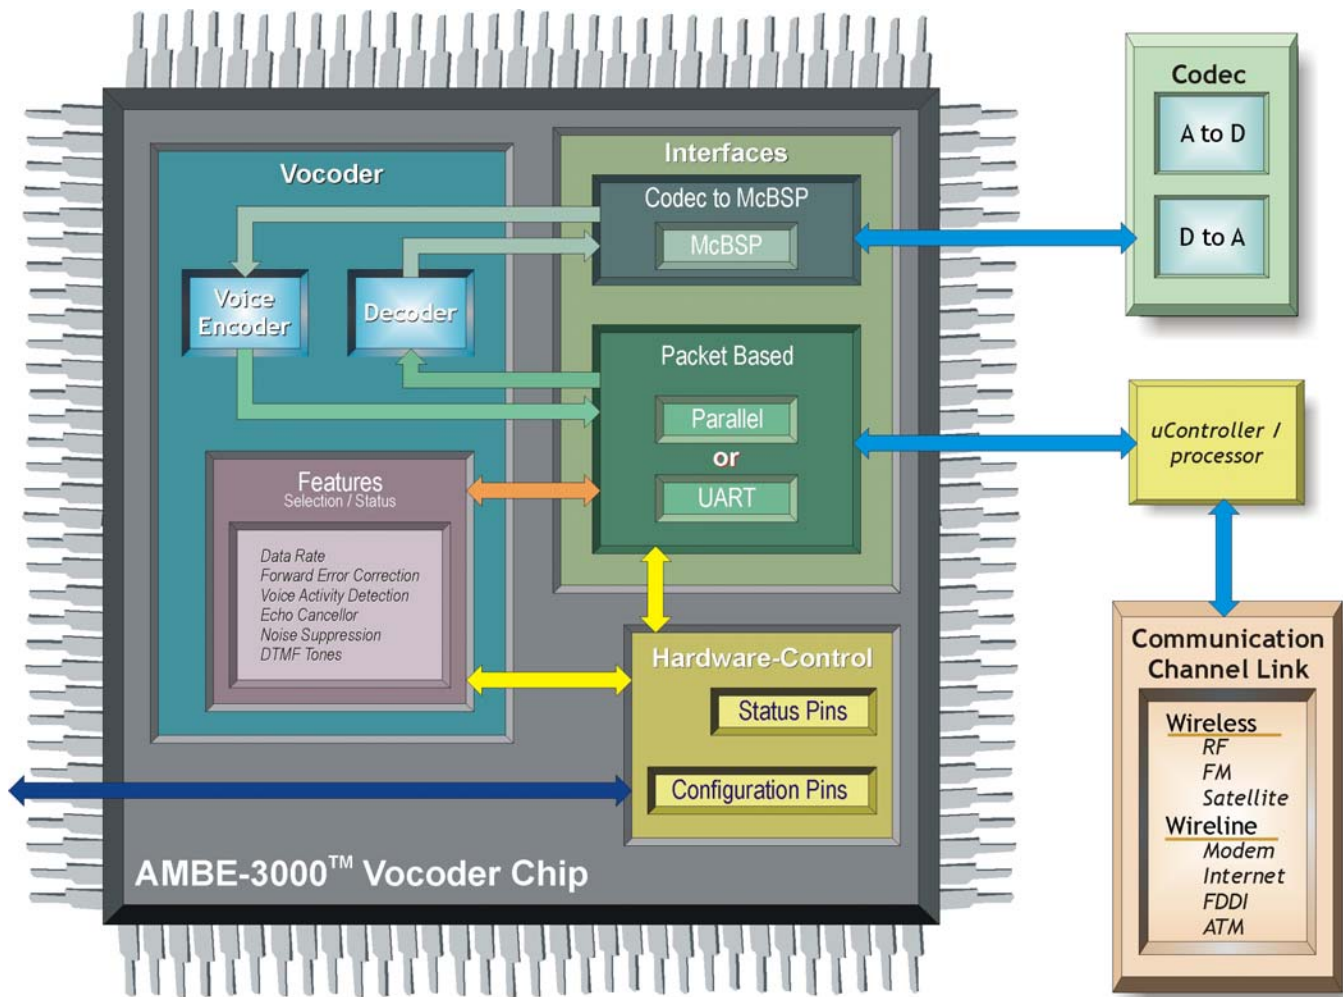 Vocoder
Voice
Encoder
Decoder
Features
Selection / Status
Data Rate
Forward Error Correction
Voice Activity Detection
Echo Cancellor
Noise Suppression
DTMF Tones
Interfaces
Codec to McBSP
McBSP
Packet Based
Parallel
or
UART
Hardware-Control
Status Pins
Configuration Pins
AMBE-3000™ Vocoder Chip
Codec
A to D
D to A
uController /
processor
Communication
Channel Link
Wireless
RF
FM
Satellite
Wireline
Modem
Internet
FDDI
ATM